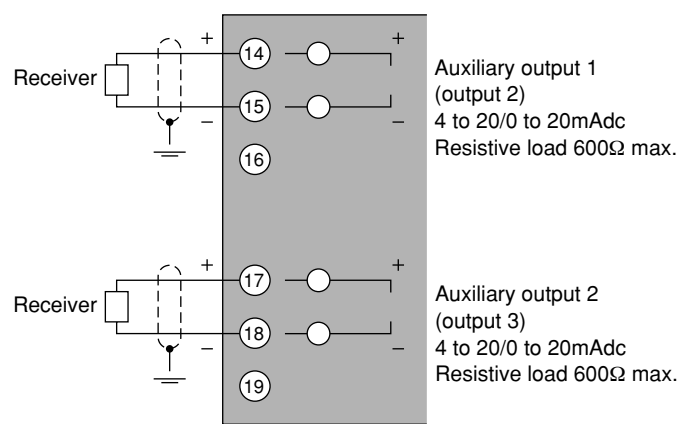 + 14 +
Receiver
Auxiliary output 1
(output 2)
− 15 −
4 to 20/0 to 20mAdc
Resistive load 600Ω max.
16
+ 17 +
Receiver
Auxiliary output 2
(output 3)
− 18 −
4 to 20/0 to 20mAdc
Resistive load 600Ω max.
19